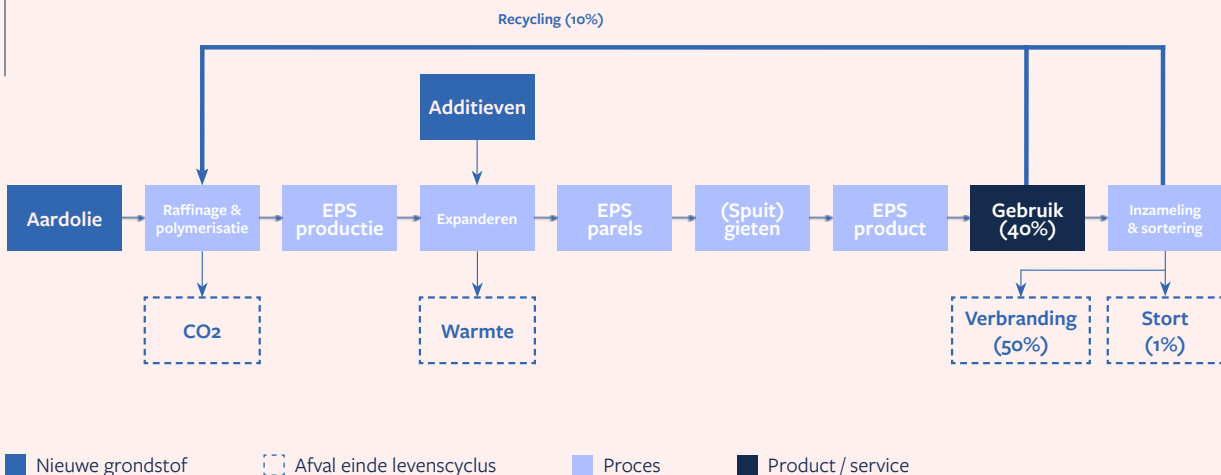 Recycling (10%)
Additieven
Aardolie
Raffinage &
polymerisatie
EPS
productie
Expanderen
EPS
parels
(Spuit)
gieten
EPS
product
Gebruik
(40%)
Inzameling
& sortering
CO2
Warmte
Verbranding
(50%)
Stort
(1%)
Nieuwe grondstof
Afval einde levenscyclus
Proces
Product / service